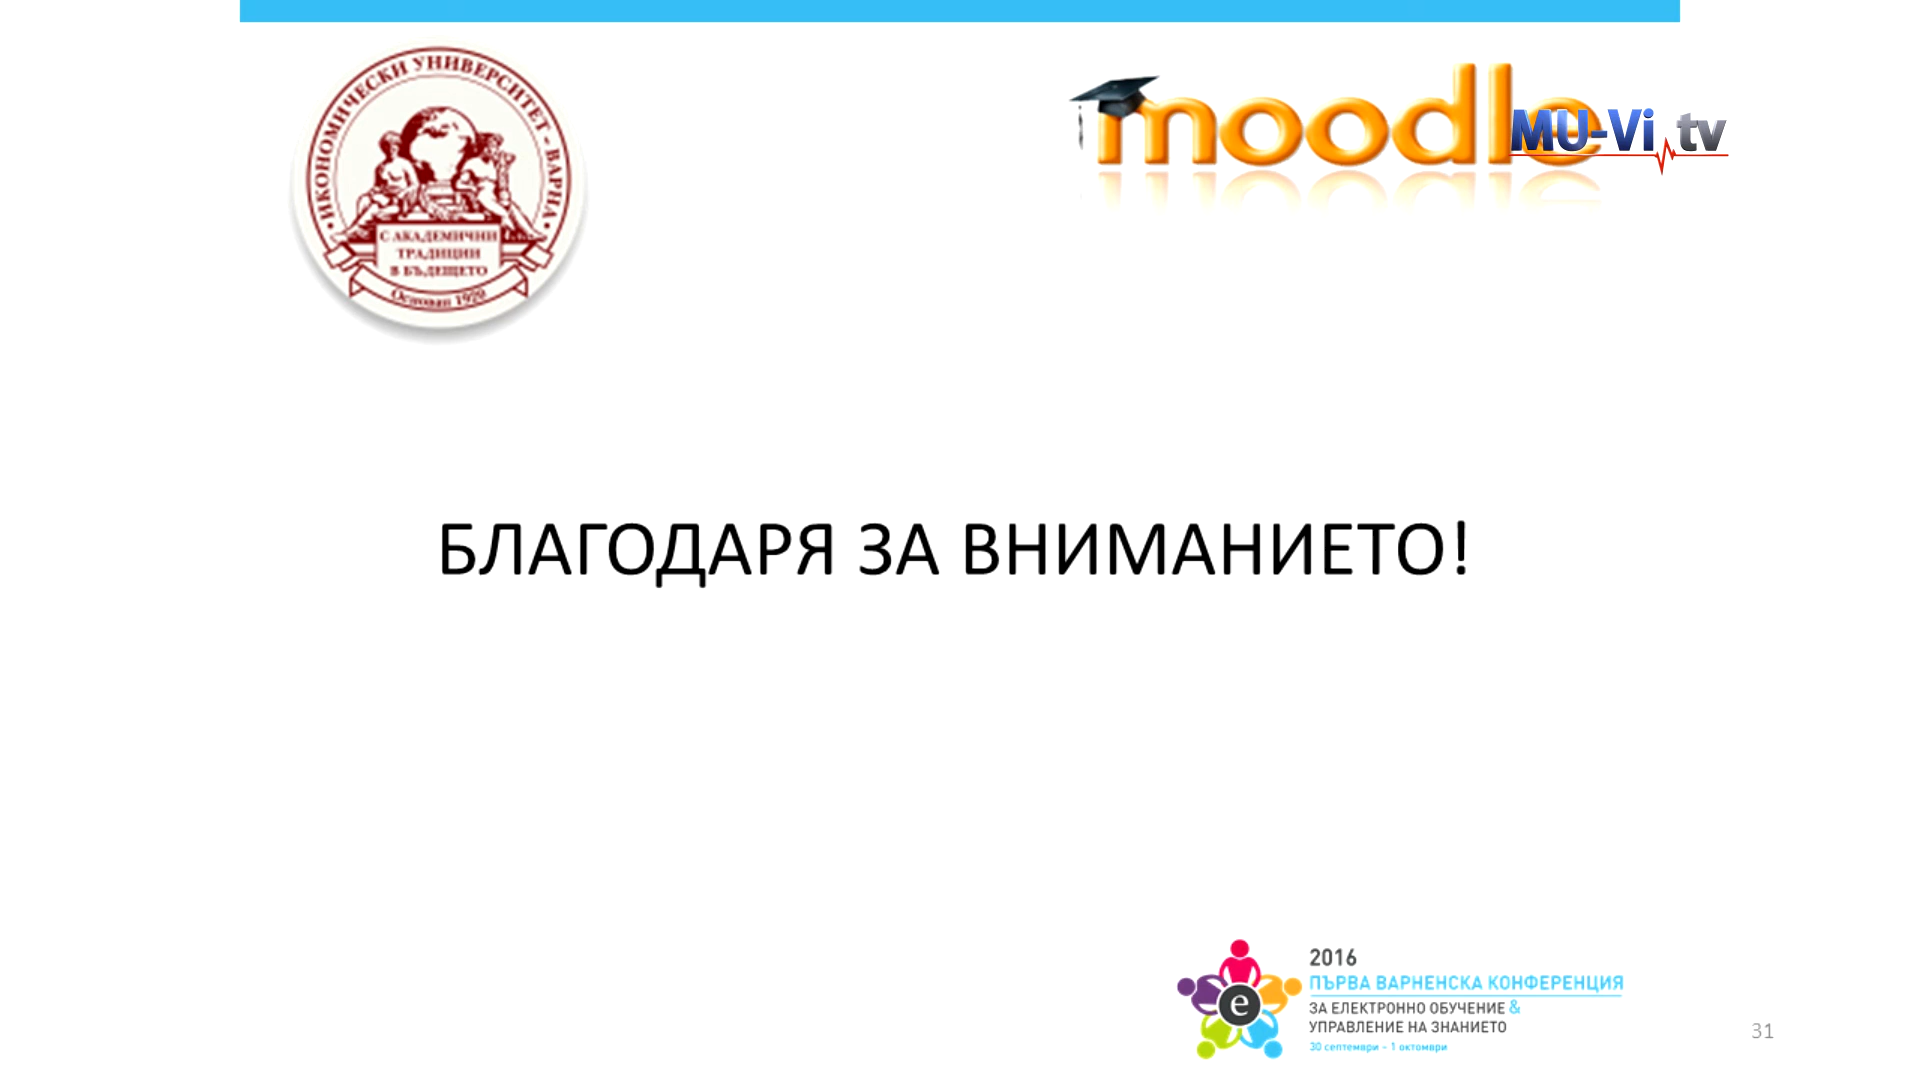 ИКОНОМИЧЕСКИ УНИВЕРСИТЕТ - ВАРНА
С АКАДЕМИЧНИ
ТРАДИЦИИ
В БЪДЕЩЕТО
Основан 1920
moodle
MU-Vi.tv
БЛАГОДАРЯ ЗА ВНИМАНИЕТО!
e
2016
ПЪРВА ВАРНЕНСКА КОНФЕРЕНЦИЯ
ЗА ЕЛЕКТРОННО ОБУЧЕНИЕ &
УПРАВЛЕНИЕ НА ЗНАНИЕТО
30 септември - 1 октомври
31